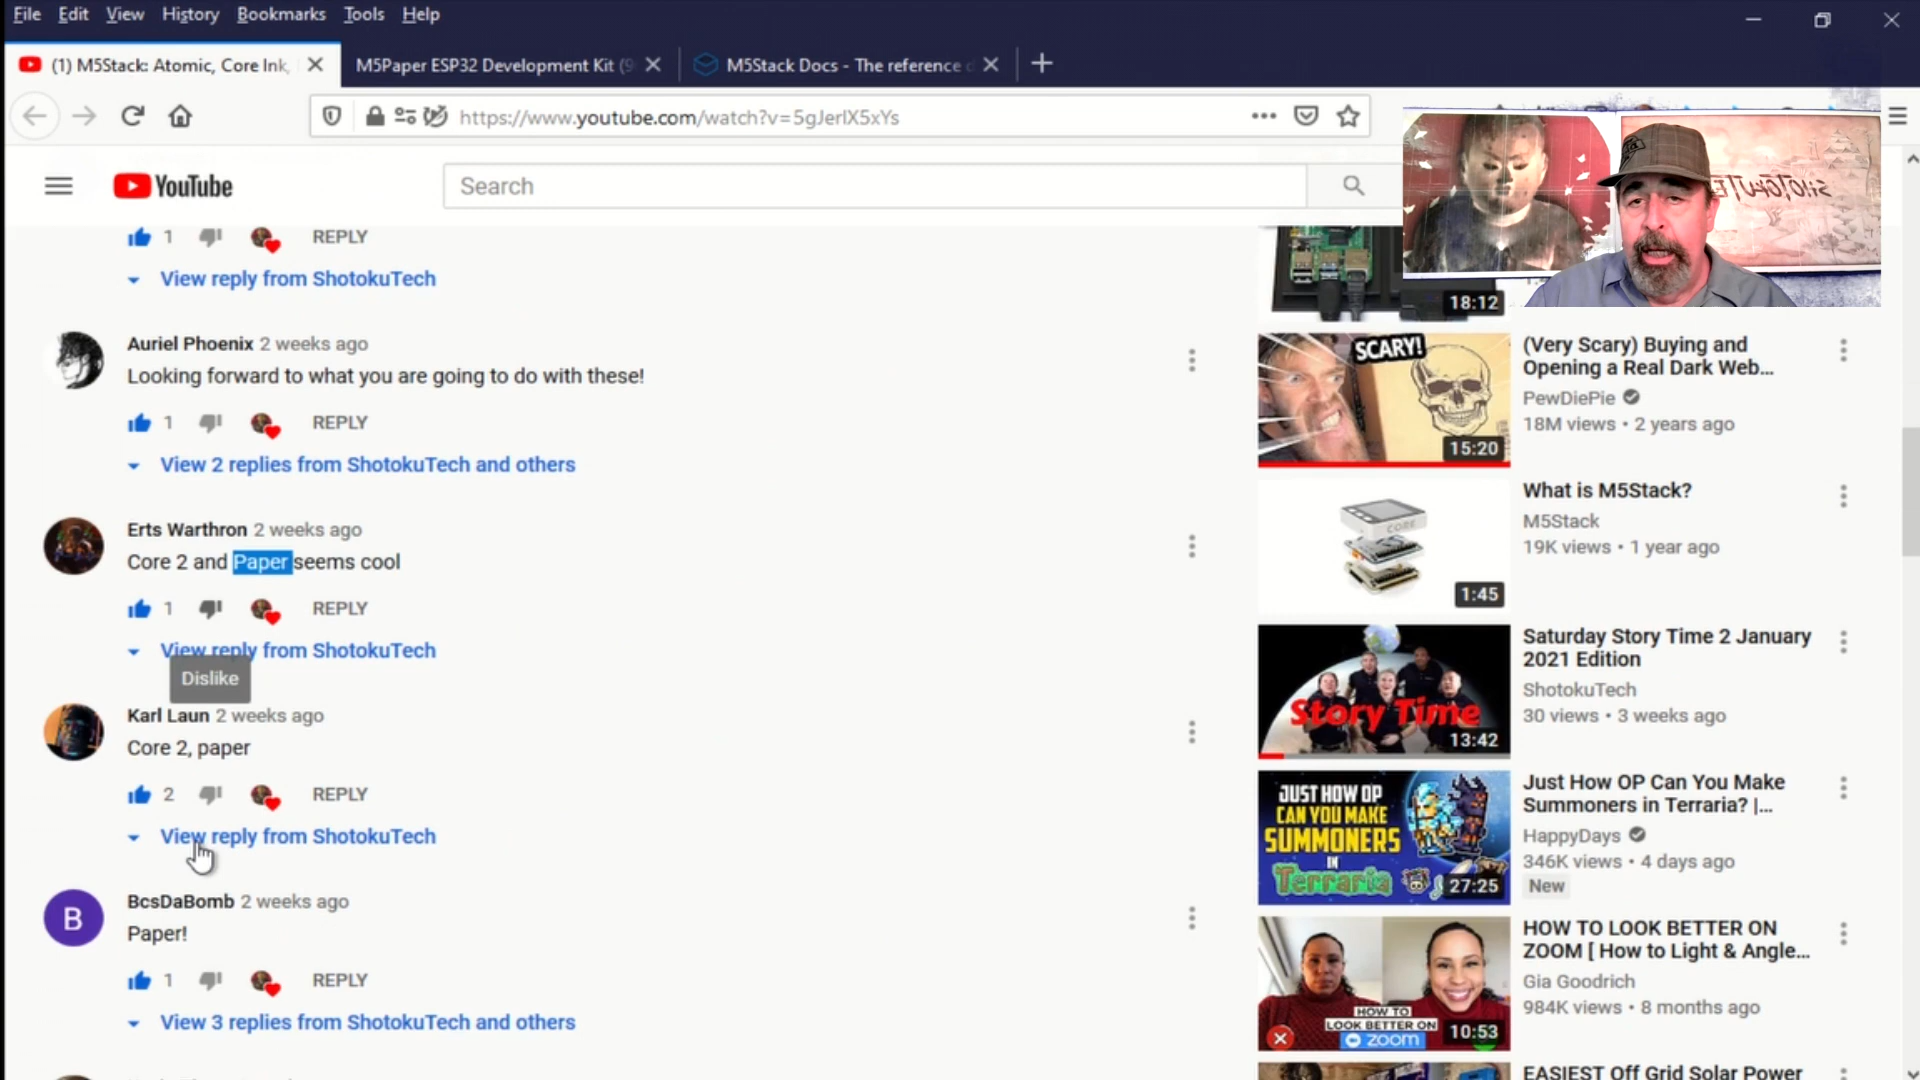 File Edit View History Bookmarks Tools Help
(1) M5Stack: Atomic, Core Ink,
M5Paper ESP32 Development Kit (9
M5Stack Docs - The reference
https://www.youtube.com/watch?v=5gJerIX5xYs
YouTube
Search
1 REPLY
View reply from ShotokuTech
Auriel Phoenix 2 weeks ago
Looking forward to what you are going to do with these!
1 REPLY
View 2 replies from ShotokuTech and others
Erts Warthron 2 weeks ago
Core 2 and Paper seems cool
1 REPLY
View reply from ShotokuTech
Dislike
Karl Laun 2 weeks ago
Core 2, paper
2 REPLY
View reply from ShotokuTech
B
BcsDaBomb 2 weeks ago
Paper!
1 REPLY
View 3 replies from ShotokuTech and others
18:12
SCARY!
15:20
(Very Scary) Buying and
Opening a Real Dark Web...
PewDiePie
18M views • 2 years ago
CORE
1:45
What is M5Stack?
M5Stack
19K views • 1 year ago
Story Time
13:42
Saturday Story Time 2 January
2021 Edition
ShotokuTech
30 views • 3 weeks ago
JUST HOW OP
CAN YOU MAKE
SUMMONERS
IN
Terraria
27:25
Just How OP Can You Make
Summoners in Terraria? |...
HappyDays
346K views • 4 days ago
New
HOW TO
LOOK BETTER ON
zoom
10:53
HOW TO LOOK BETTER ON
ZOOM [ How to Light & Angle...
Gia Goodrich
984K views • 8 months ago
EASIEST Off Grid Solar Power